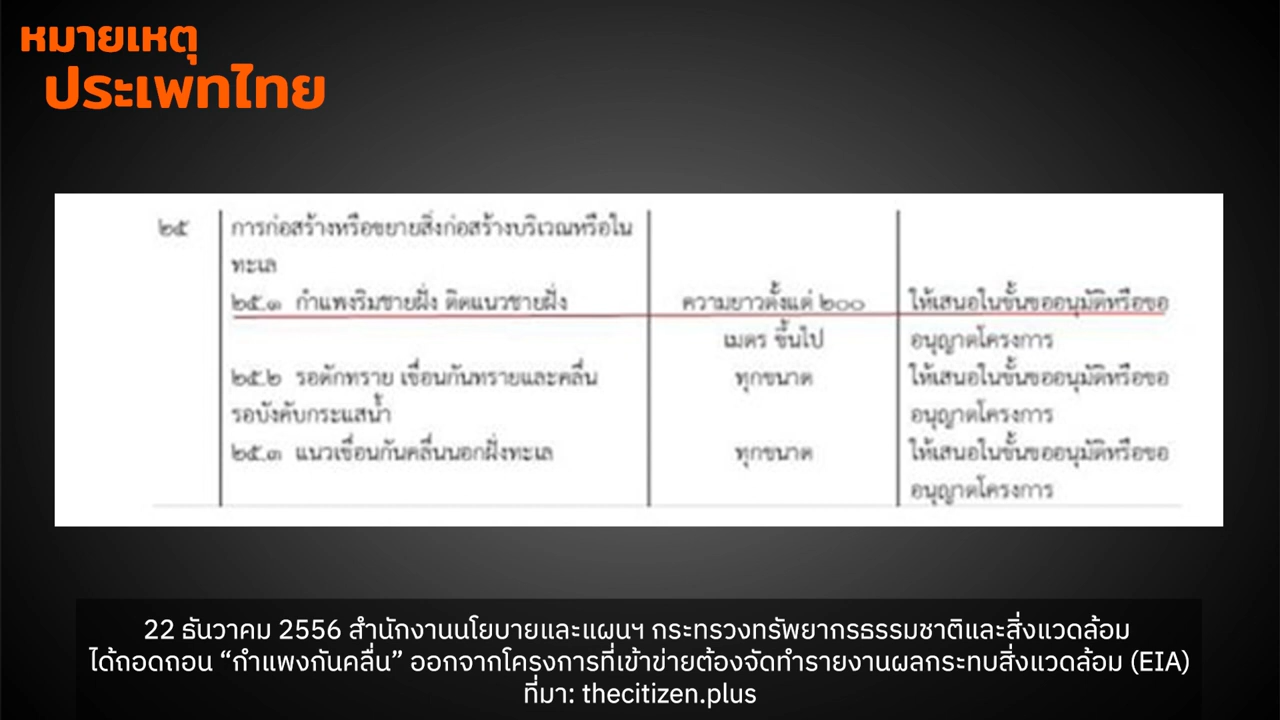 หมายเหตุ
ประเพทไทย
๒๕ การก่อสร้างหรือขยายสิ่งก่อสร้างบริเวณหรือใน
ทะเล
๒๕.๑ กำแพงริมชายฝั่ง ติดแนวชายฝั่ง ความยาวตั้งแต่ ๒๐๐ ให้เสนอในขั้นขออนุมัติหรือขอ
เมตร ขึ้นไป อนุญาตโครงการ
๒๕.๒ รอดักทราย เขื่อนกันทรายและคลื่น ทุกขนาด ให้เสนอในขั้นขออนุมัติหรือขอ
รอบังคับกระแสน้ำ อนุญาตโครงการ
๒๕.๓ แนวเขื่อนกันคลื่นนอกฝั่งทะเล ทุกขนาด ให้เสนอในขั้นขออนุมัติหรือขอ
อนุญาตโครงการ
22 ธันวาคม 2556 สำนักงานนโยบายและแผนฯ กระทรวงทรัพยากรธรรมชาติและสิ่งแวดล้อม
ได้ถอดถอน “กำแพงกันคลื่น” ออกจากโครงการที่เข้าข่ายต้องจัดทำรายงานผลกระทบสิ่งแวดล้อม (EIA)
ที่มา: thecitizen.plus